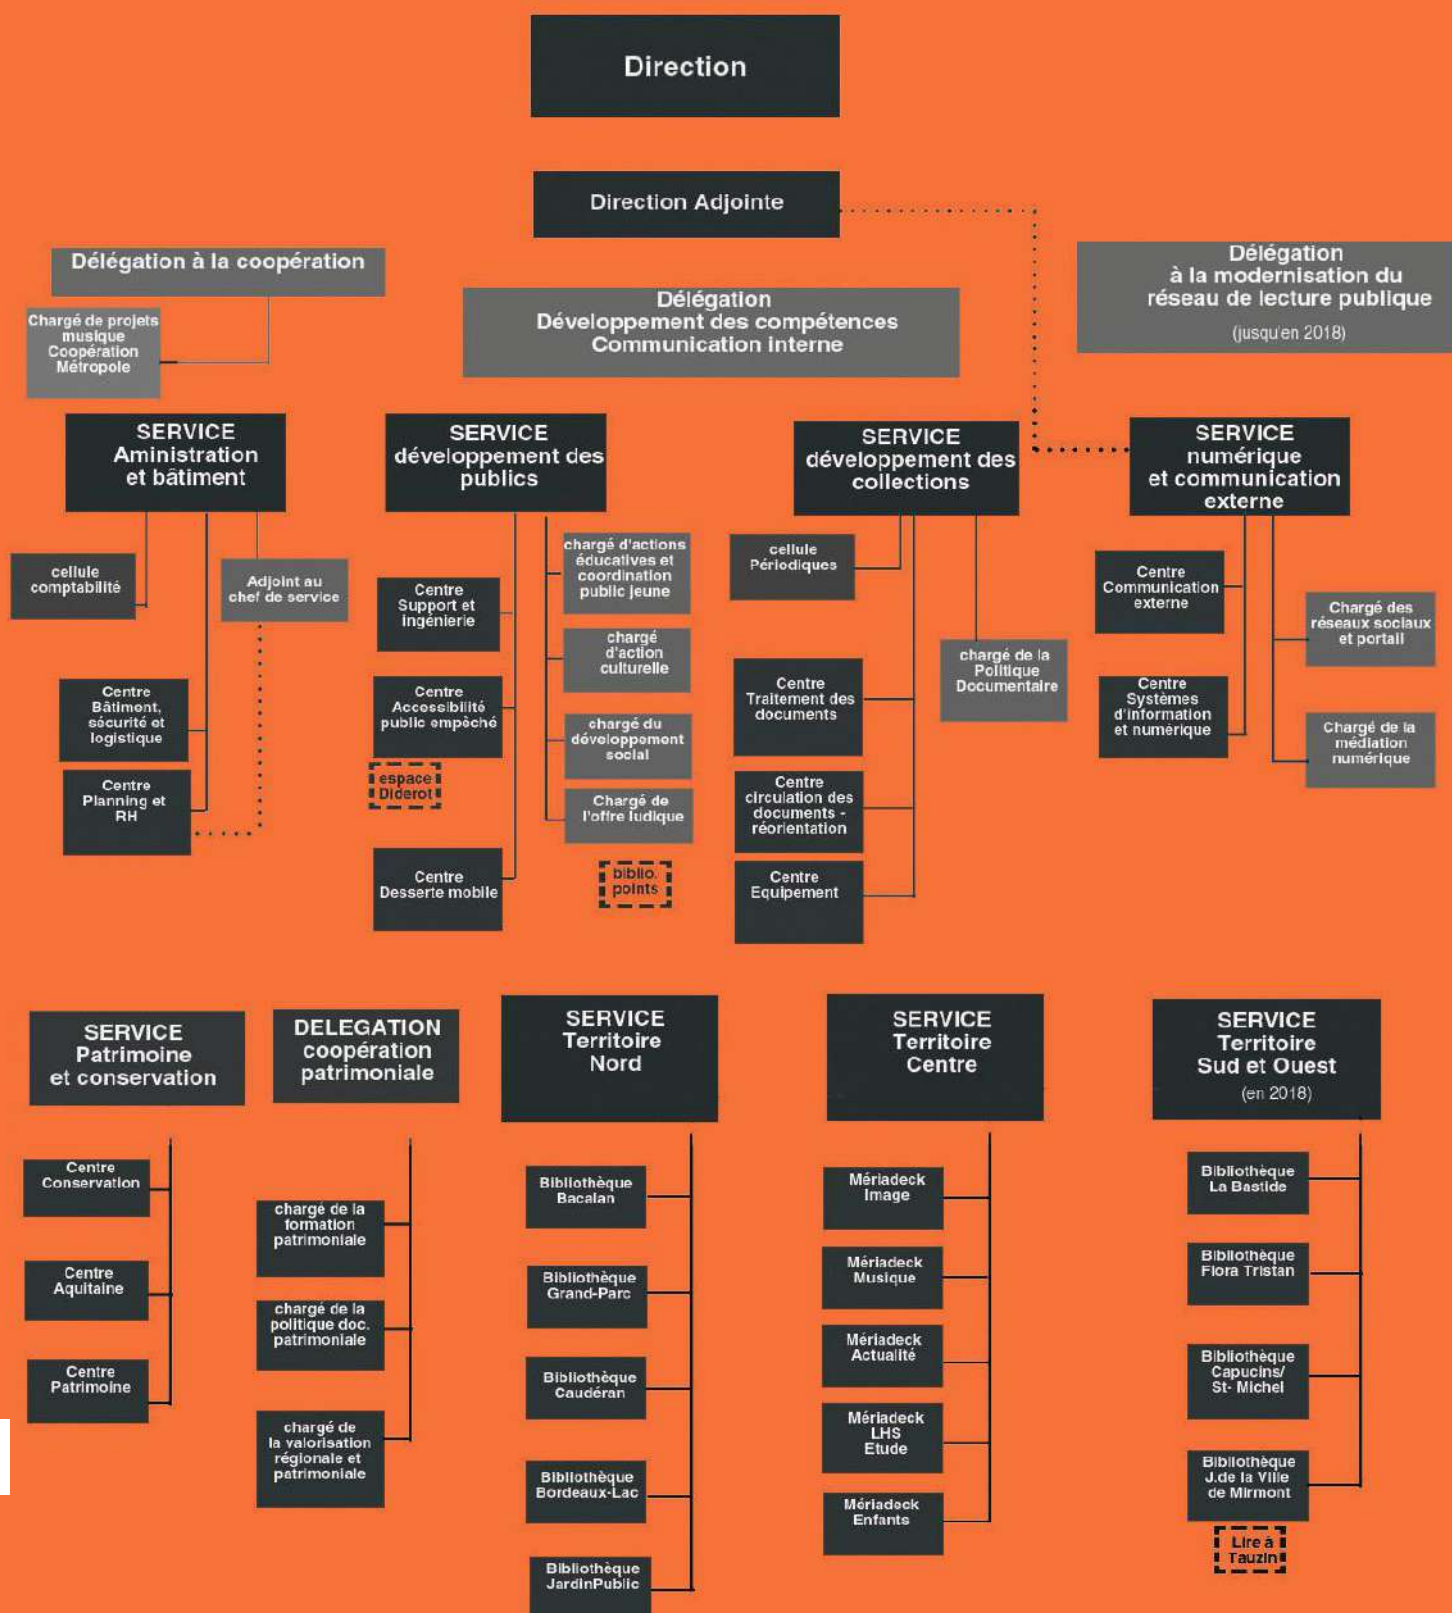 Direction
Direction Adjointe
Délégation à la coopération
Chargé de projets
musique
Coopération
Métropole
Délégation
Développement des compétences
Communication interne
Délégation
à la modernisation du
réseau de lecture publique
(jusqu'en 2018)
SERVICE
Aministration
et bâtiment
cellule
comptabilité
Adjoint au
chef de service
Centre
Bâtiment,
sécurité et
logistique
Centre
Planning et
RH
SERVICE
développement des
publics
Centre
Support et
ingénierie
Centre
Accessibilité
public empêché
espace
Diderot
Centre
Desserte mobile
chargé d'actions
éducatives et
coordination
public jeune
chargé
d'action
culturelle
chargé du
développement
social
Chargé de
l'offre ludique
biblio.
points
SERVICE
développement des
collections
cellule
Périodiques
Centre
Traitement des
documents
Centre
circulation des
documents -
réorientation
Centre
Equipement
chargé de la
Politique
Documentaire
SERVICE
numérique
et communication
externe
Centre
Communication
externe
Centre
Systèmes
d'information
et numérique
Chargé des
réseaux sociaux
et portail
Chargé de la
médiation
numérique
SERVICE
Patrimoine
et conservation
Centre
Conservation
Centre
Aquitaine
Centre
Patrimoine
DELEGATION
coopération
patrimoniale
chargé de la
formation
patrimoniale
chargé de la
politique doc.
patrimoniale
chargé de
la valorisation
régionale et
patrimoniale
SERVICE
Territoire
Nord
Bibliothèque
Bacalan
Bibliothèque
Grand-Parc
Bibliothèque
Caudéran
Bibliothèque
Bordeaux-Lac
Bibliothèque
JardinPublic
SERVICE
Territoire
Centre
Mériadeck
Image
Mériadeck
Musique
Mériadeck
Actualité
Mériadeck
LHS
Etude
Mériadeck
Enfants
SERVICE
Territoire
Sud et Ouest
(en 2018)
Bibliothèque
La Bastide
Bibliothèque
Flora Tristan
Bibliothèque
Capucins/
St- Michel
Bibliothèque
J.de la Ville
de Mirmont
Lire à
Tauzin